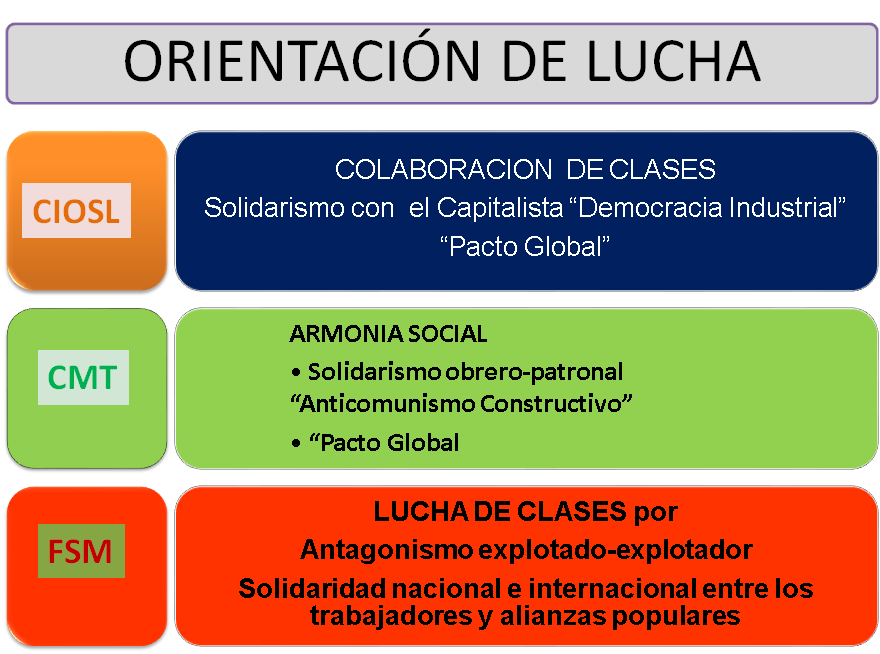 ORIENTACIÓN DE LUCHA
CIOSL
COLABORACION DE CLASES
Solidarismo con el Capitalista “Democracia Industrial”
“Pacto Global”
CMT
ARMONIA SOCIAL
• Solidarismo obrero-patronal
“Anticomunismo Constructivo”
• “Pacto Global
FSM
LUCHA DE CLASES por
Antagonismo explotado-explotador
Solidaridad nacional e internacional entre los
trabajadores y alianzas populares